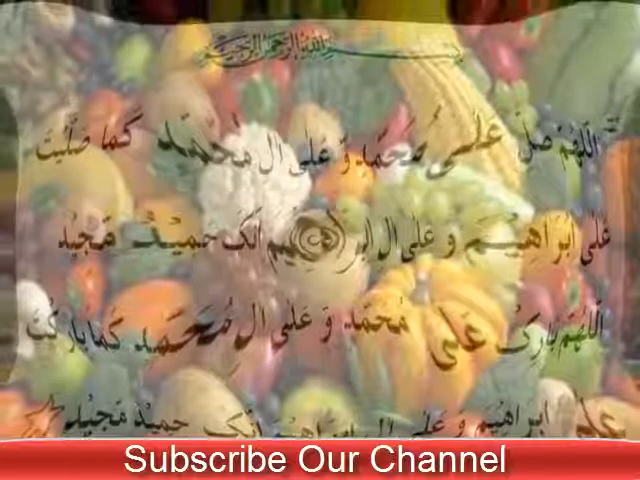 بسم الله الرحمن الرحيم
اللهم صل على محمد و على ال محمد كما صليت
على ابراهيم و على ال ابراهيم انك حميد مجيد
اللهم بارك على محمد و على ال محمد كما باركت
على ابراهيم و على ال ابراهيم انك حميد مجيد
Subscribe Our Channel